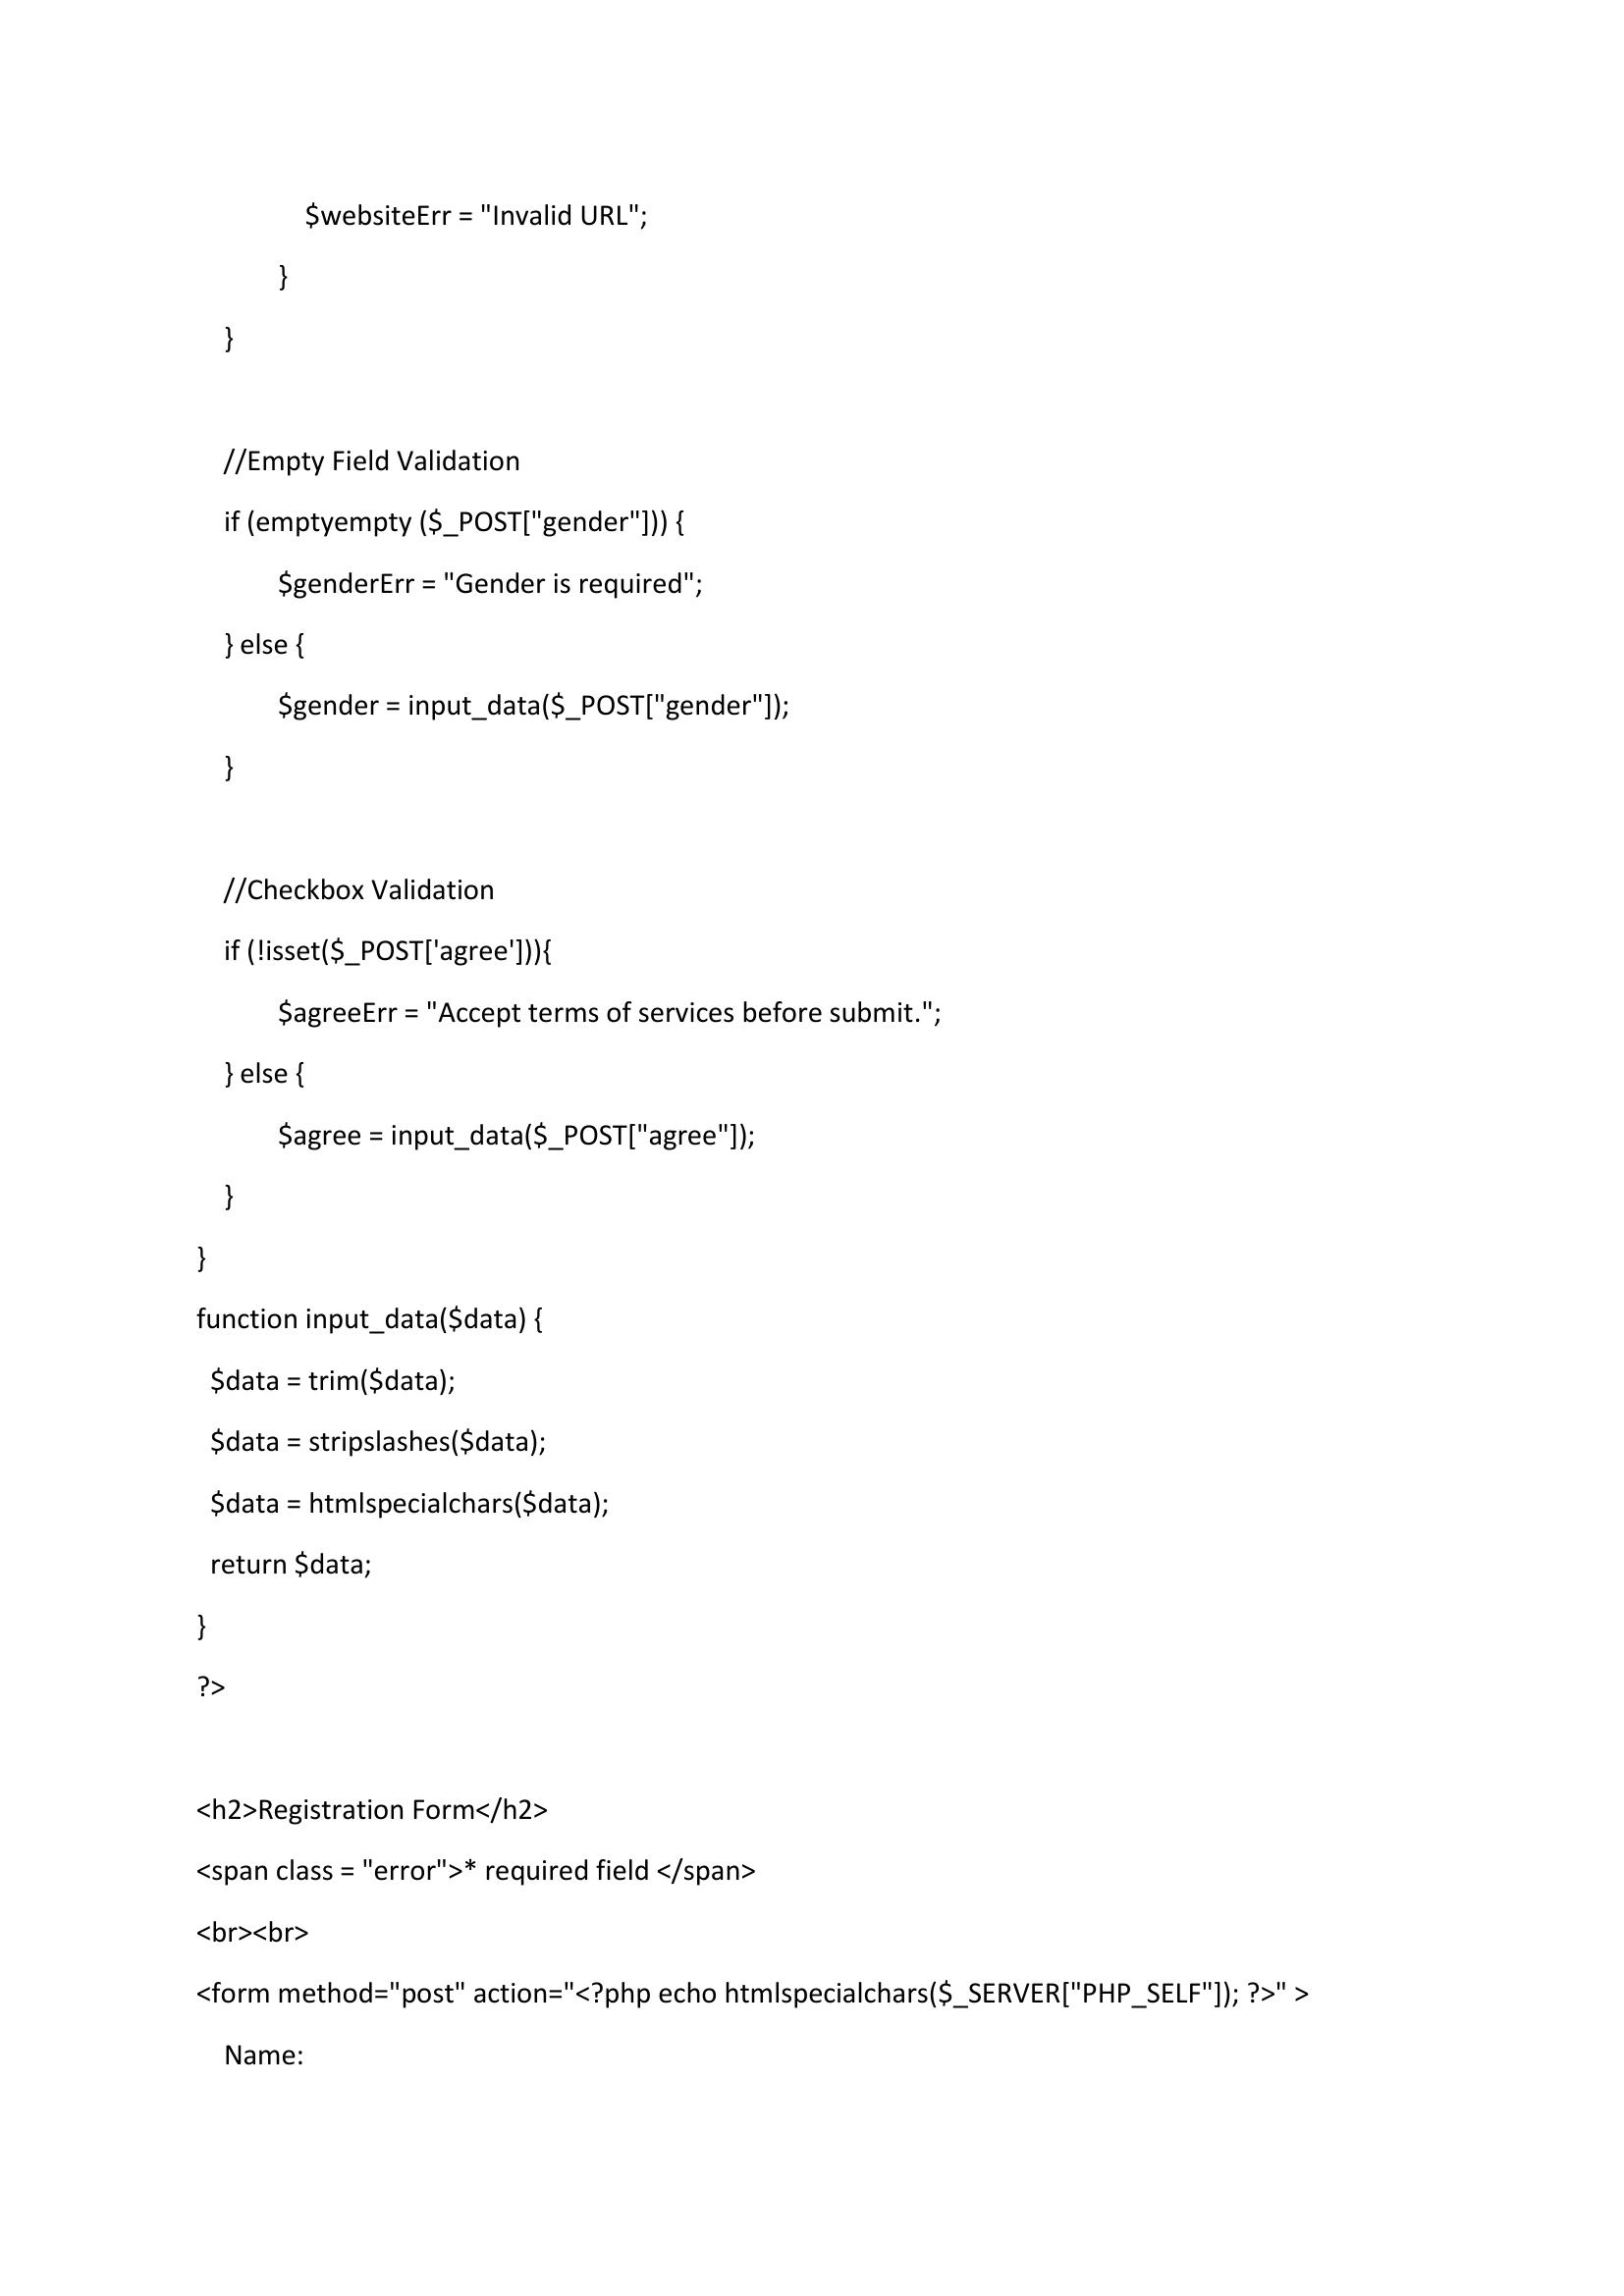 $websiteErr = "Invalid URL";
}
}
//Empty Field Validation
if (emptyempty ($_POST["gender"])) {
$genderErr = "Gender is required";
} else {
$gender = input_data($_POST["gender"]);
}
//Checkbox Validation
if (!isset($_POST['agree'])){
$agreeErr = "Accept terms of services before submit.";
} else {
$agree = input_data($_POST["agree"]);
}
}
function input_data($data) {
$data = trim($data);
$data = stripslashes($data);
$data = htmlspecialchars($data);
return $data;
}
?>
<h2>Registration Form</h2>
<span class = "error">* required field </span>
<br><br>
<form method="post" action="<?php echo htmlspecialchars($_SERVER["PHP_SELF"]); ?>" >
Name: